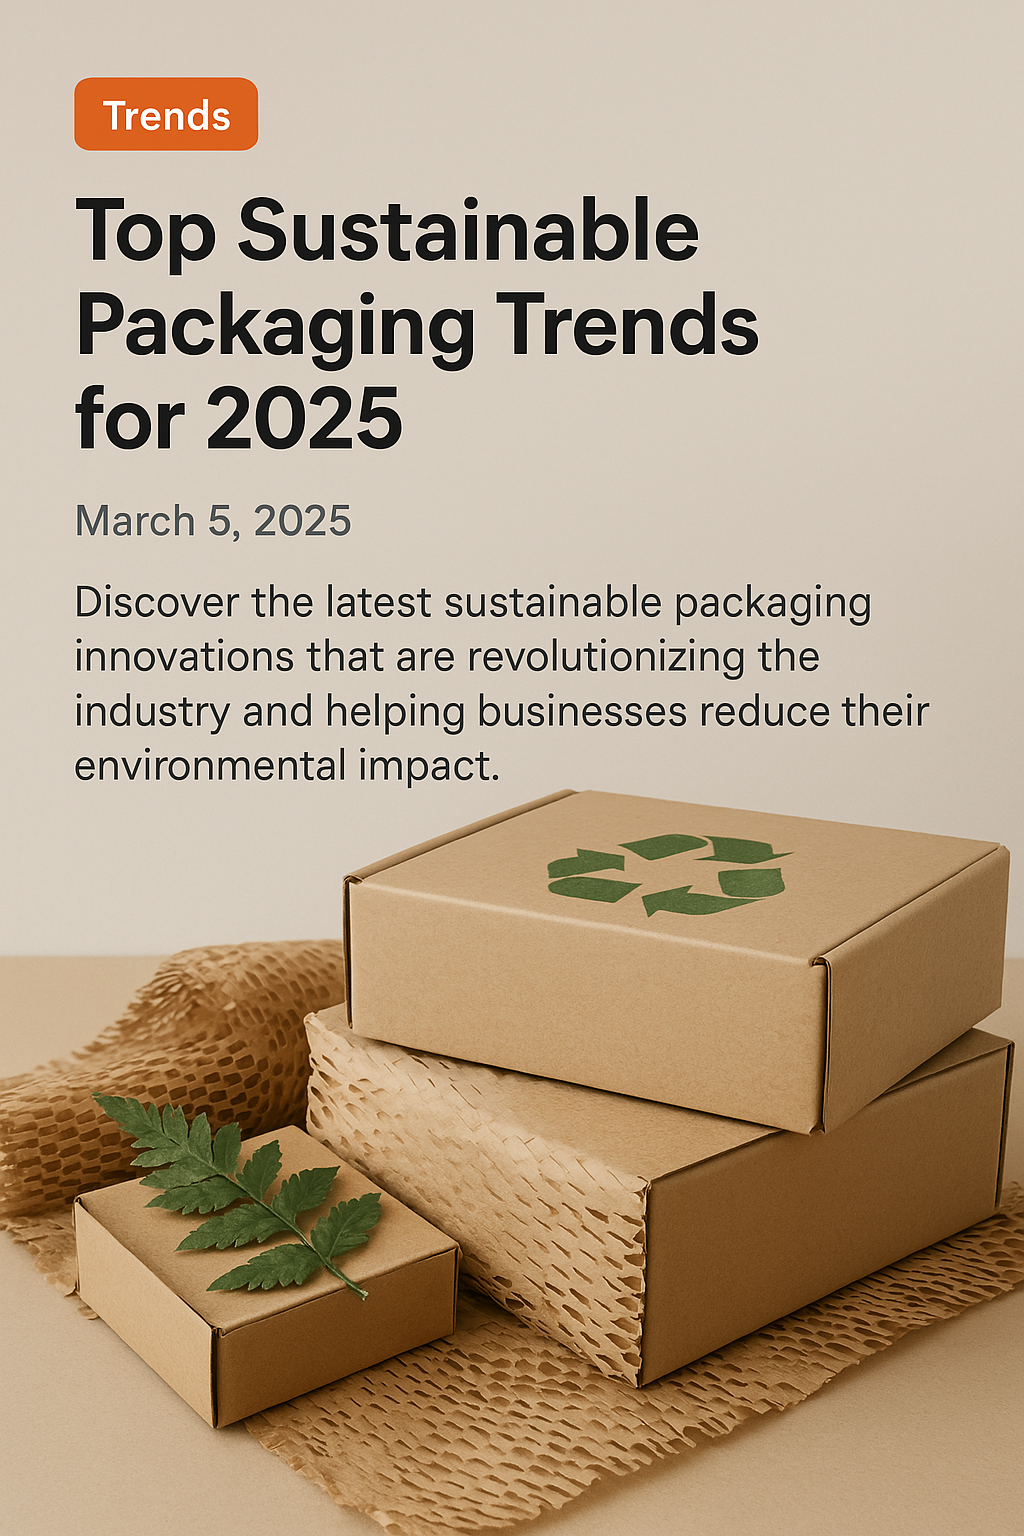 Trends
Top Sustainable
Packaging Trends
for 2025
March 5, 2025
Discover the latest sustainable packaging
innovations that are revolutionizing the
industry and helping businesses reduce their
environmental impact.